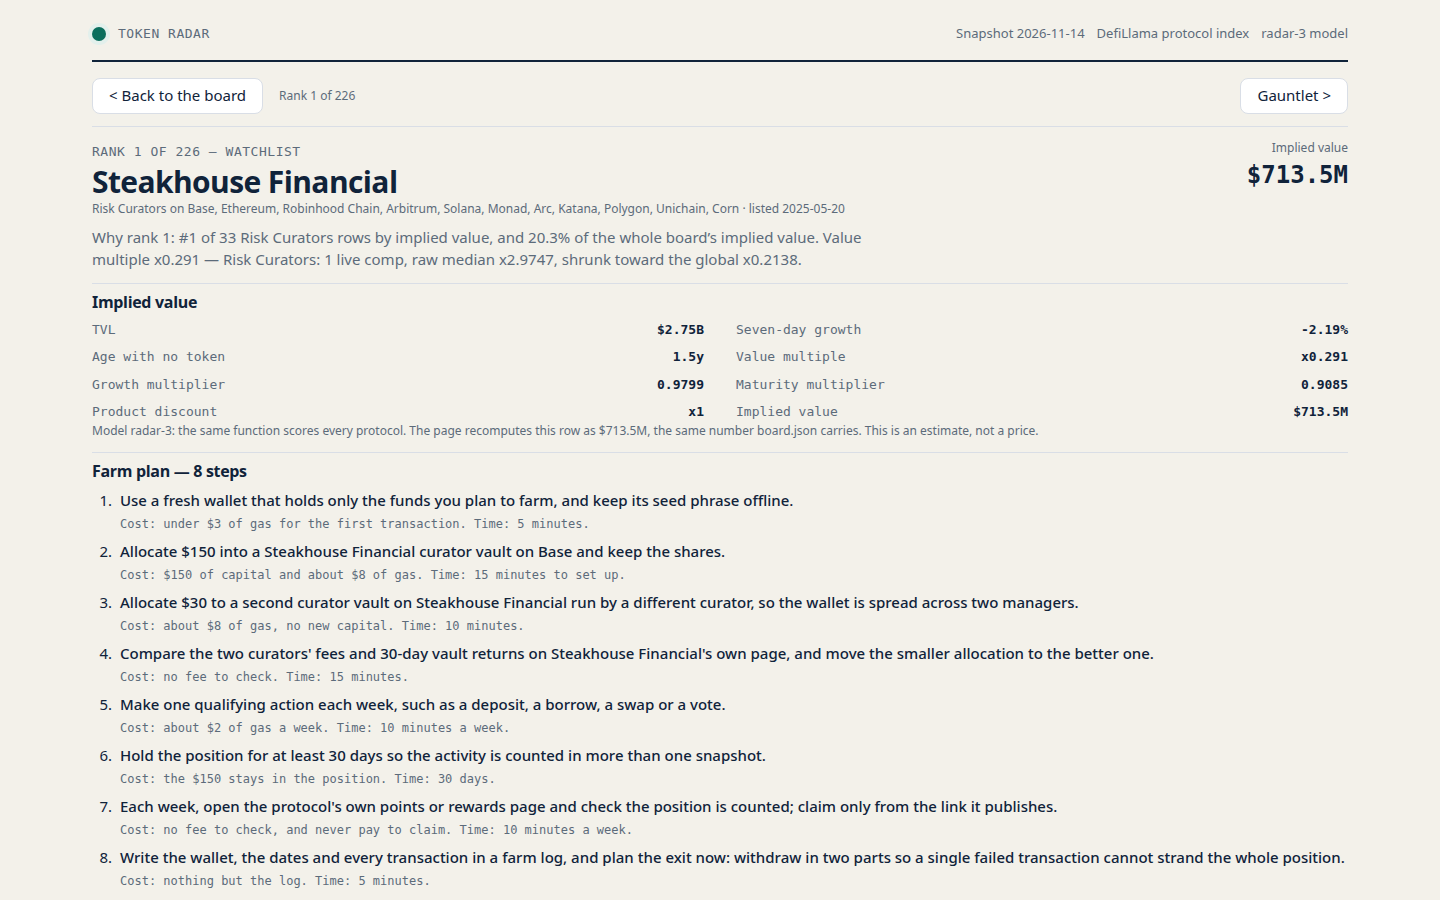 TOKEN RADAR
Snapshot 2026-11-14 DefiLlama protocol index radar-3 model
< Back to the board
Rank 1 of 226
Gauntlet >
RANK 1 OF 226 — WATCHLIST
Implied value
Steakhouse Financial
$713.5M
Risk Curators on Base, Ethereum, Robinhood Chain, Arbitrum, Solana, Monad, Arc, Katana, Polygon, Unichain, Corn · listed 2025-05-20
Why rank 1: #1 of 33 Risk Curators rows by implied value, and 20.3% of the whole board’s implied value. Value
multiple x0.291 — Risk Curators: 1 live comp, raw median x2.9747, shrunk toward the global x0.2138.
Implied value
TVL $2.75B Seven-day growth -2.19%
Age with no token 1.5y Value multiple x0.291
Growth multiplier 0.9799 Maturity multiplier 0.9085
Product discount x1 Implied value $713.5M
Model radar-3: the same function scores every protocol. The page recomputes this row as $713.5M, the same number board.json carries. This is an estimate, not a price.
Farm plan — 8 steps
1. Use a fresh wallet that holds only the funds you plan to farm, and keep its seed phrase offline.
Cost: under $3 of gas for the first transaction. Time: 5 minutes.
2. Allocate $150 into a Steakhouse Financial curator vault on Base and keep the shares.
Cost: $150 of capital and about $8 of gas. Time: 15 minutes to set up.
3. Allocate $30 to a second curator vault on Steakhouse Financial run by a different curator, so the wallet is spread across two managers.
Cost: about $8 of gas, no new capital. Time: 10 minutes.
4. Compare the two curators' fees and 30-day vault returns on Steakhouse Financial's own page, and move the smaller allocation to the better one.
Cost: no fee to check. Time: 15 minutes.
5. Make one qualifying action each week, such as a deposit, a borrow, a swap or a vote.
Cost: about $2 of gas a week. Time: 10 minutes a week.
6. Hold the position for at least 30 days so the activity is counted in more than one snapshot.
Cost: the $150 stays in the position. Time: 30 days.
7. Each week, open the protocol's own points or rewards page and check the position is counted; claim only from the link it publishes.
Cost: no fee to check, and never pay to claim. Time: 10 minutes a week.
8. Write the wallet, the dates and every transaction in a farm log, and plan the exit now: withdraw in two parts so a single failed transaction cannot strand the whole position.
Cost: nothing but the log. Time: 5 minutes.